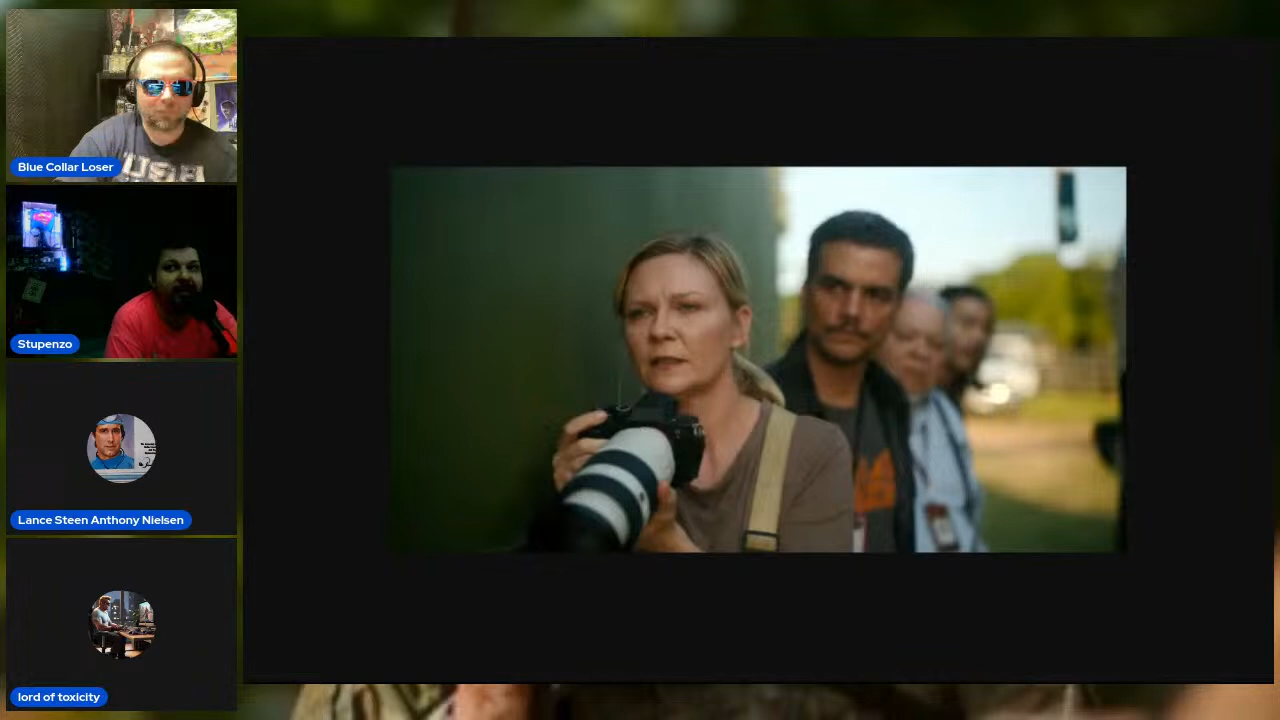 Blue Collar Loser
Stupenzo
Lance Steen Anthony Nielsen
lord of toxicity